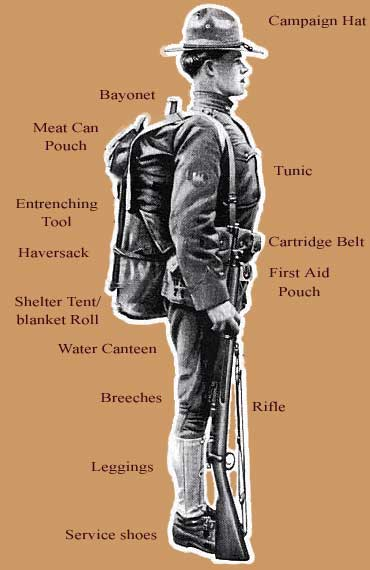 Campaign Hat
Bayonet
Meat Can
Pouch
Tunic
Entrenching
Tool
Cartridge Belt
Haversack
First Aid
Pouch
Shelter Tent/
blanket Roll
Water Canteen
Breeches
Rifle
Leggings
Service shoes